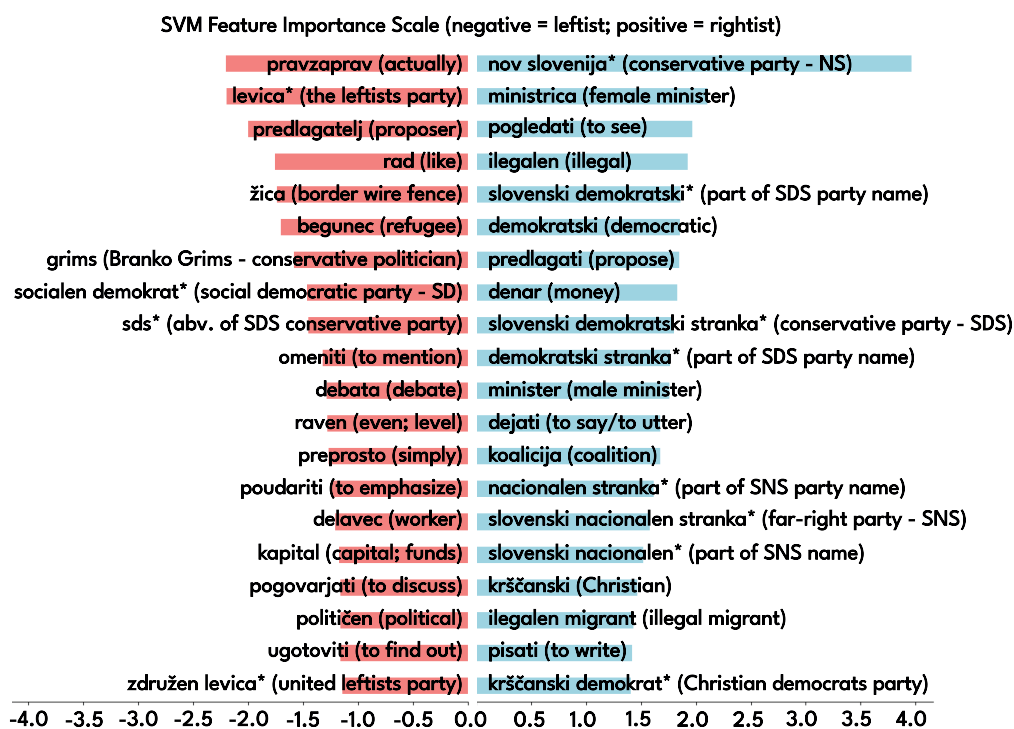 SVM Feature Importance Scale (negative = leftist; positive = rightist)
pravzaprav (actually) nov slovenija* (conservative party - NS)
levica* (the leftists party) ministrica (female minister)
predlagatelj (proposer) pogledati (to see)
rad (like) ilegalen (illegal)
žica (border wire fence) slovenski demokratski* (part of SDS party name)
begunec (refugee) demokratski (democratic)
grims (Branko Grims - conservative politician) predlagati (propose)
socialen demokrat* (social democratic party - SD) denar (money)
sds* (abv. of SDS conservative party) slovenski demokratski stranka* (conservative party - SDS)
omeniti (to mention) demokratski stranka* (part of SDS party name)
debata (debate) minister (male minister)
raven (even; level) dejati (to say/to utter)
preprosto (simply) koalicija (coalition)
poudariti (to emphasize) nacionalen stranka* (part of SNS party name)
delavec (worker) slovenski nacionalen stranka* (far-right party - SNS)
kapital (capital; funds) slovenski nacionalen* (part of SNS name)
pogovarjati (to discuss) krščanski (Christian)
političen (political) ilegalen migrant (illegal migrant)
ugotoviti (to find out) pisati (to write)
združen levica* (united leftists party) krščanski demokrat* (Christian democrats party)
-4.0 -3.5 -3.0 -2.5 -2.0 -1.5 -1.0 -0.5 0.0 0.5 1.0 1.5 2.0 2.5 3.0 3.5 4.0